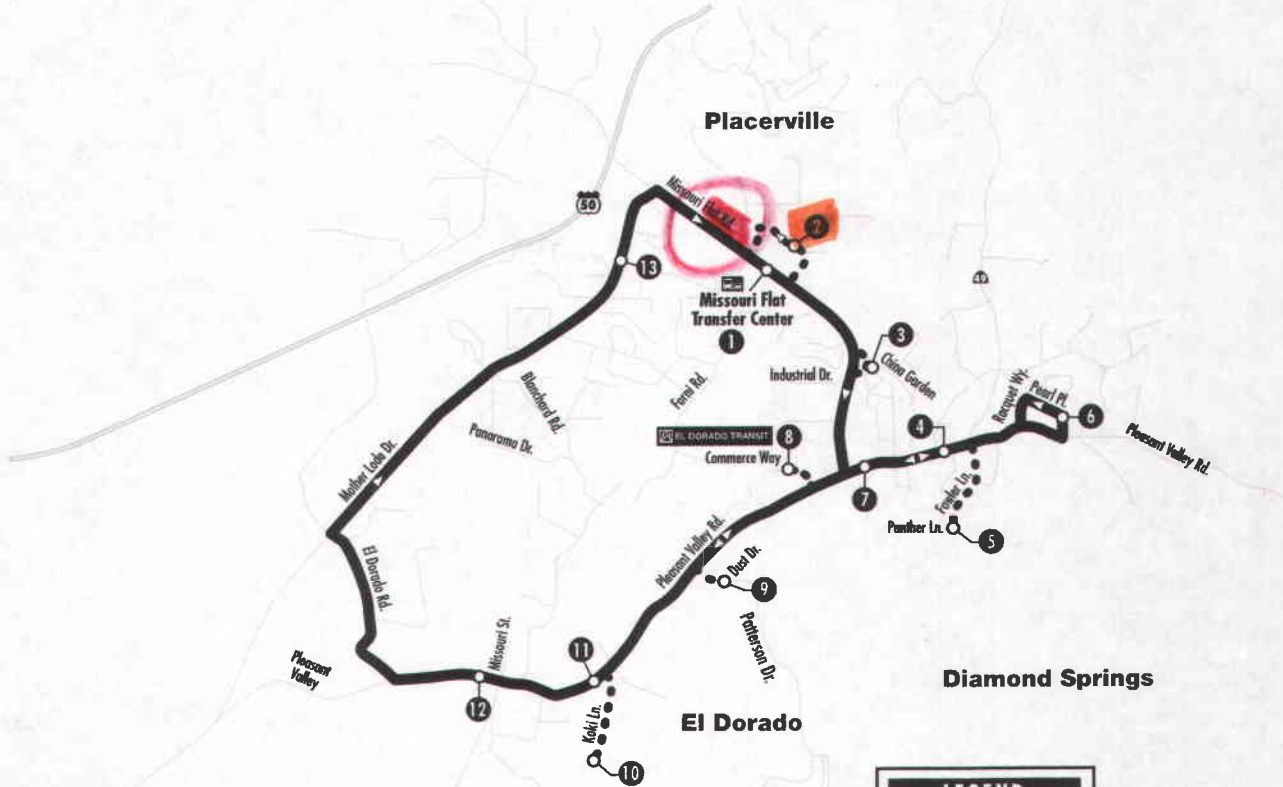 Placerville
50
Missouri Flat Rd.
2
13
49
Missouri Flat
Transfer Center
1
3
China Garden
Industrial Dr.
Racquet Wy.
Pearl Pl.
6
Forni Rd.
Blanchard Rd.
EL DORADO TRANSIT
8
4
Pleasant Valley Rd.
Panorama Dr.
Commerce Way
Mother Lode Dr.
7
Fowler Ln.
Panther Ln.
5
Pleasant Valley Rd.
Dust Dr.
9
El Dorado Rd.
Patterson Dr.
Missouri St.
11
Pleasant
Valley
Diamond Springs
12
Koki Ln.
El Dorado
10
LEGEND